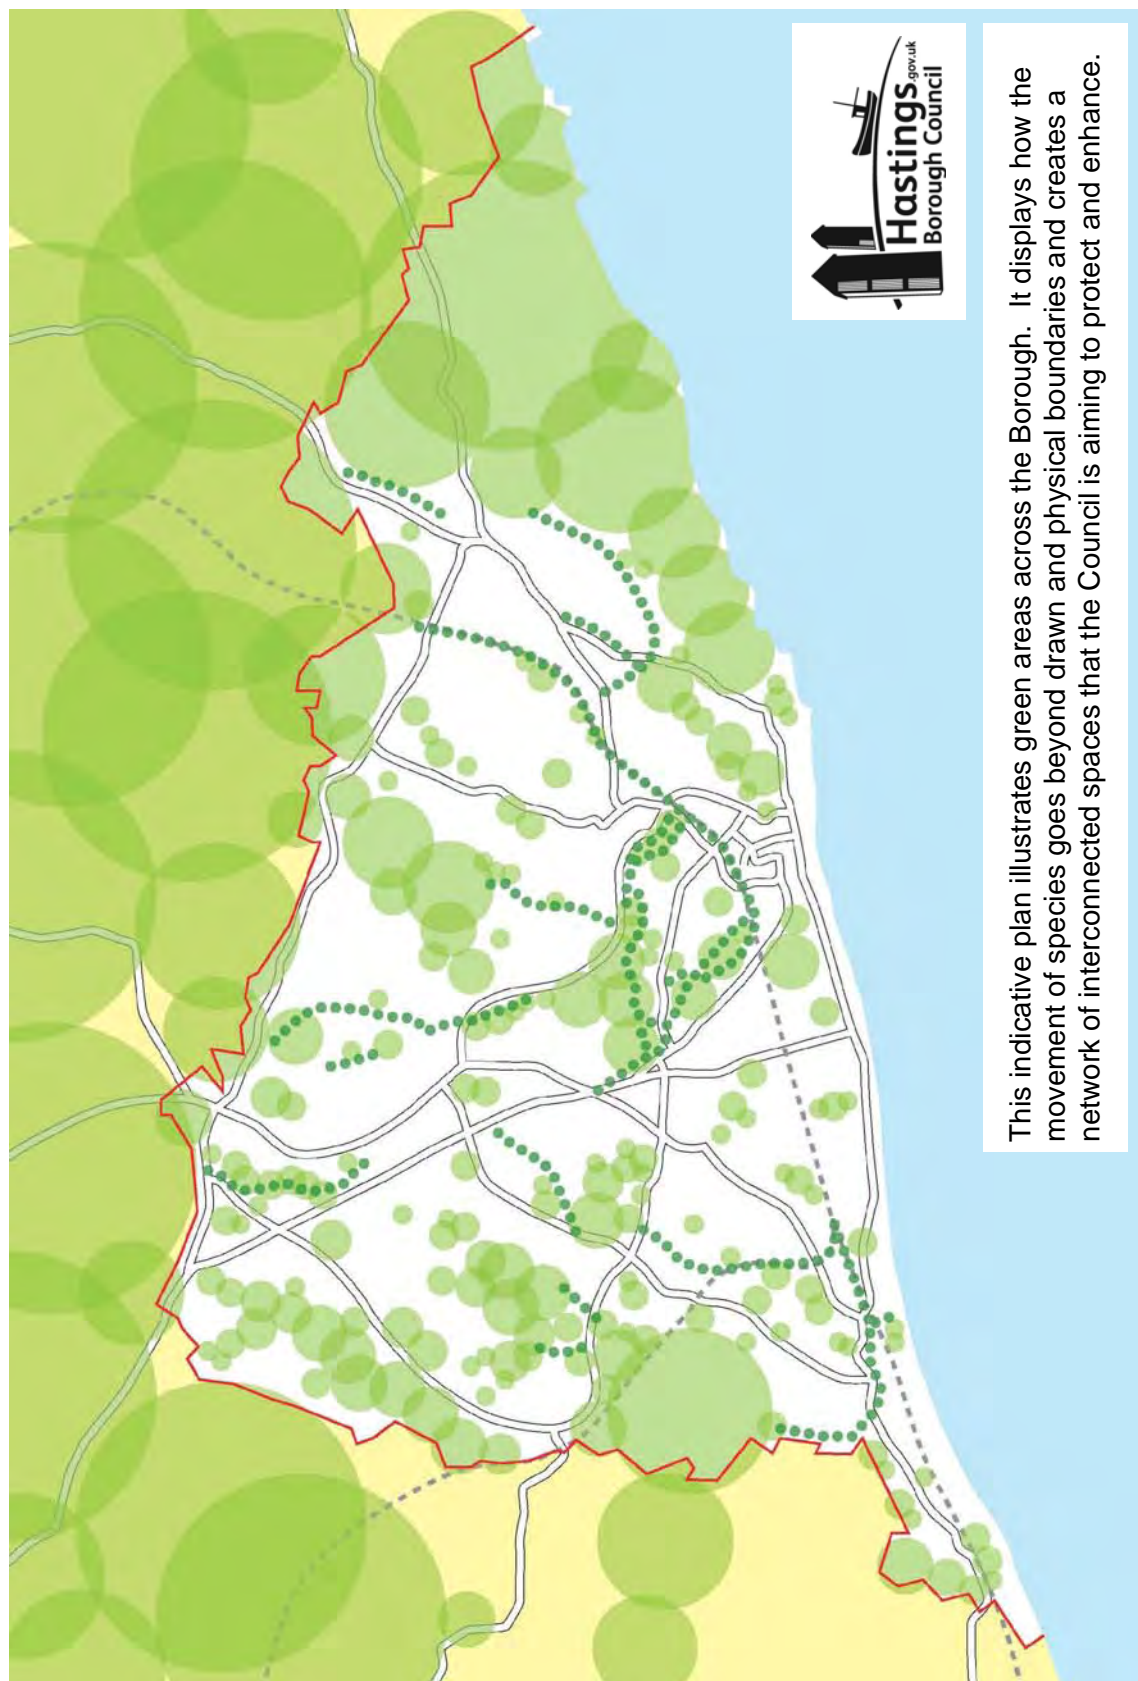 Hastings.gov.uk
Borough Council
This indicative plan illustrates green areas across the Borough.  It displays how the
movement of species goes beyond drawn and physical boundaries and creates a
network of interconnected spaces that the Council is aiming to protect and enhance.